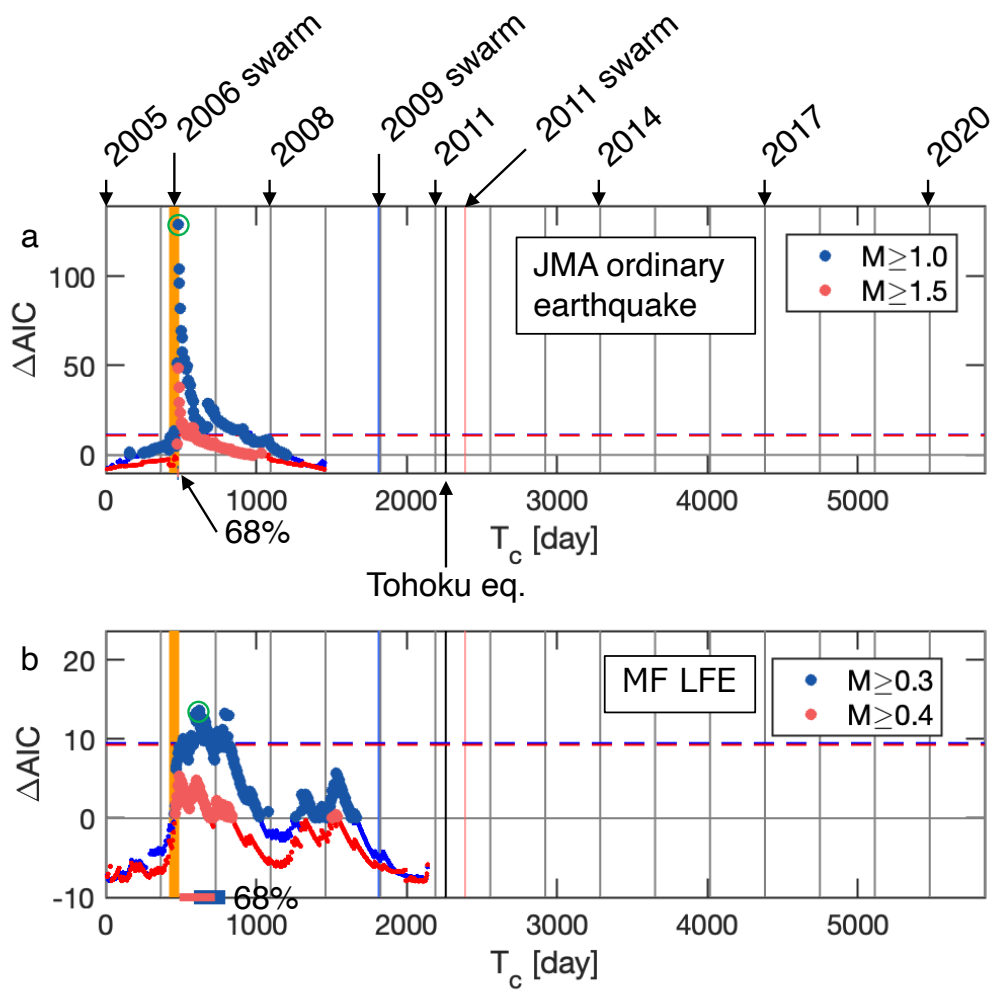 2005
2006 swarm
2008
2009 swarm
2011
2011 swarm
2014
2017
2020
a
JMA ordinary
earthquake
M≥1.0
M≥1.5
100
50
0
ΔAIC
0
1000
2000
3000
4000
5000
68%
T_c [day]
Tohoku eq.
b
MF LFE
M≥0.3
M≥0.4
20
10
0
-10
ΔAIC
68%
0
1000
2000
3000
4000
5000
T_c [day]